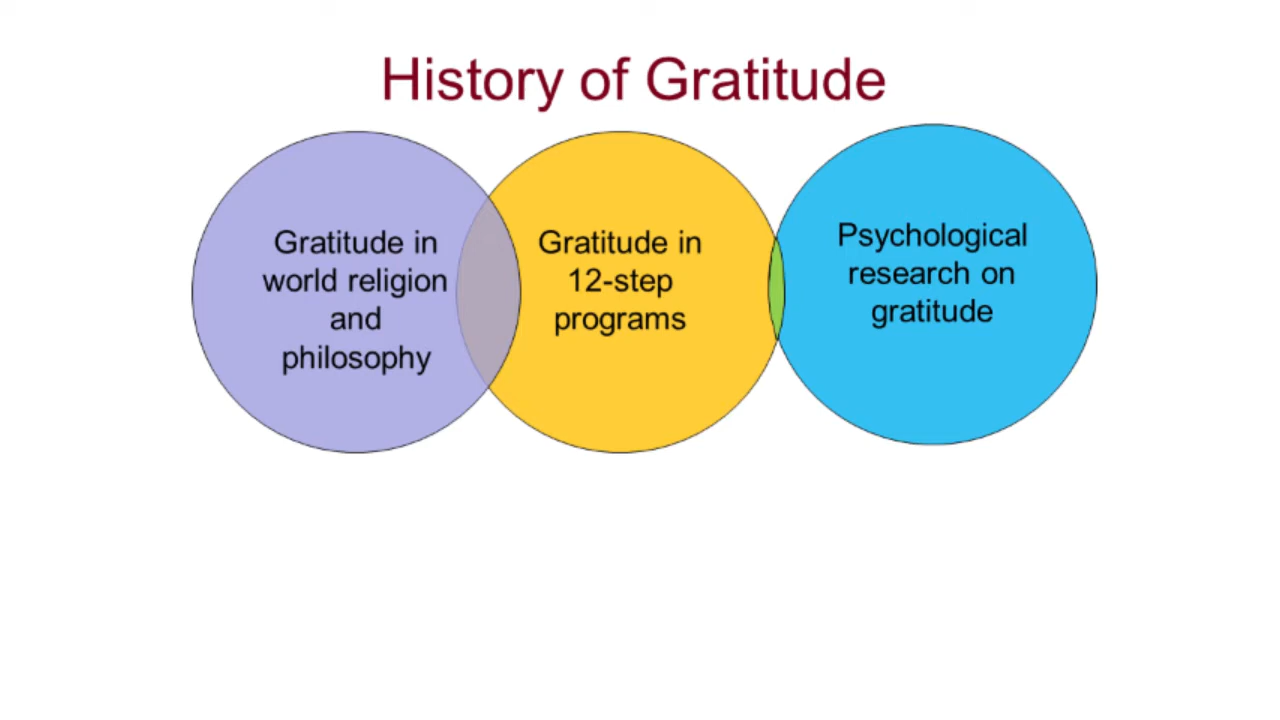 History of Gratitude
Gratitude in
world religion
and
philosophy
Gratitude in
12-step
programs
Psychological
research on
gratitude